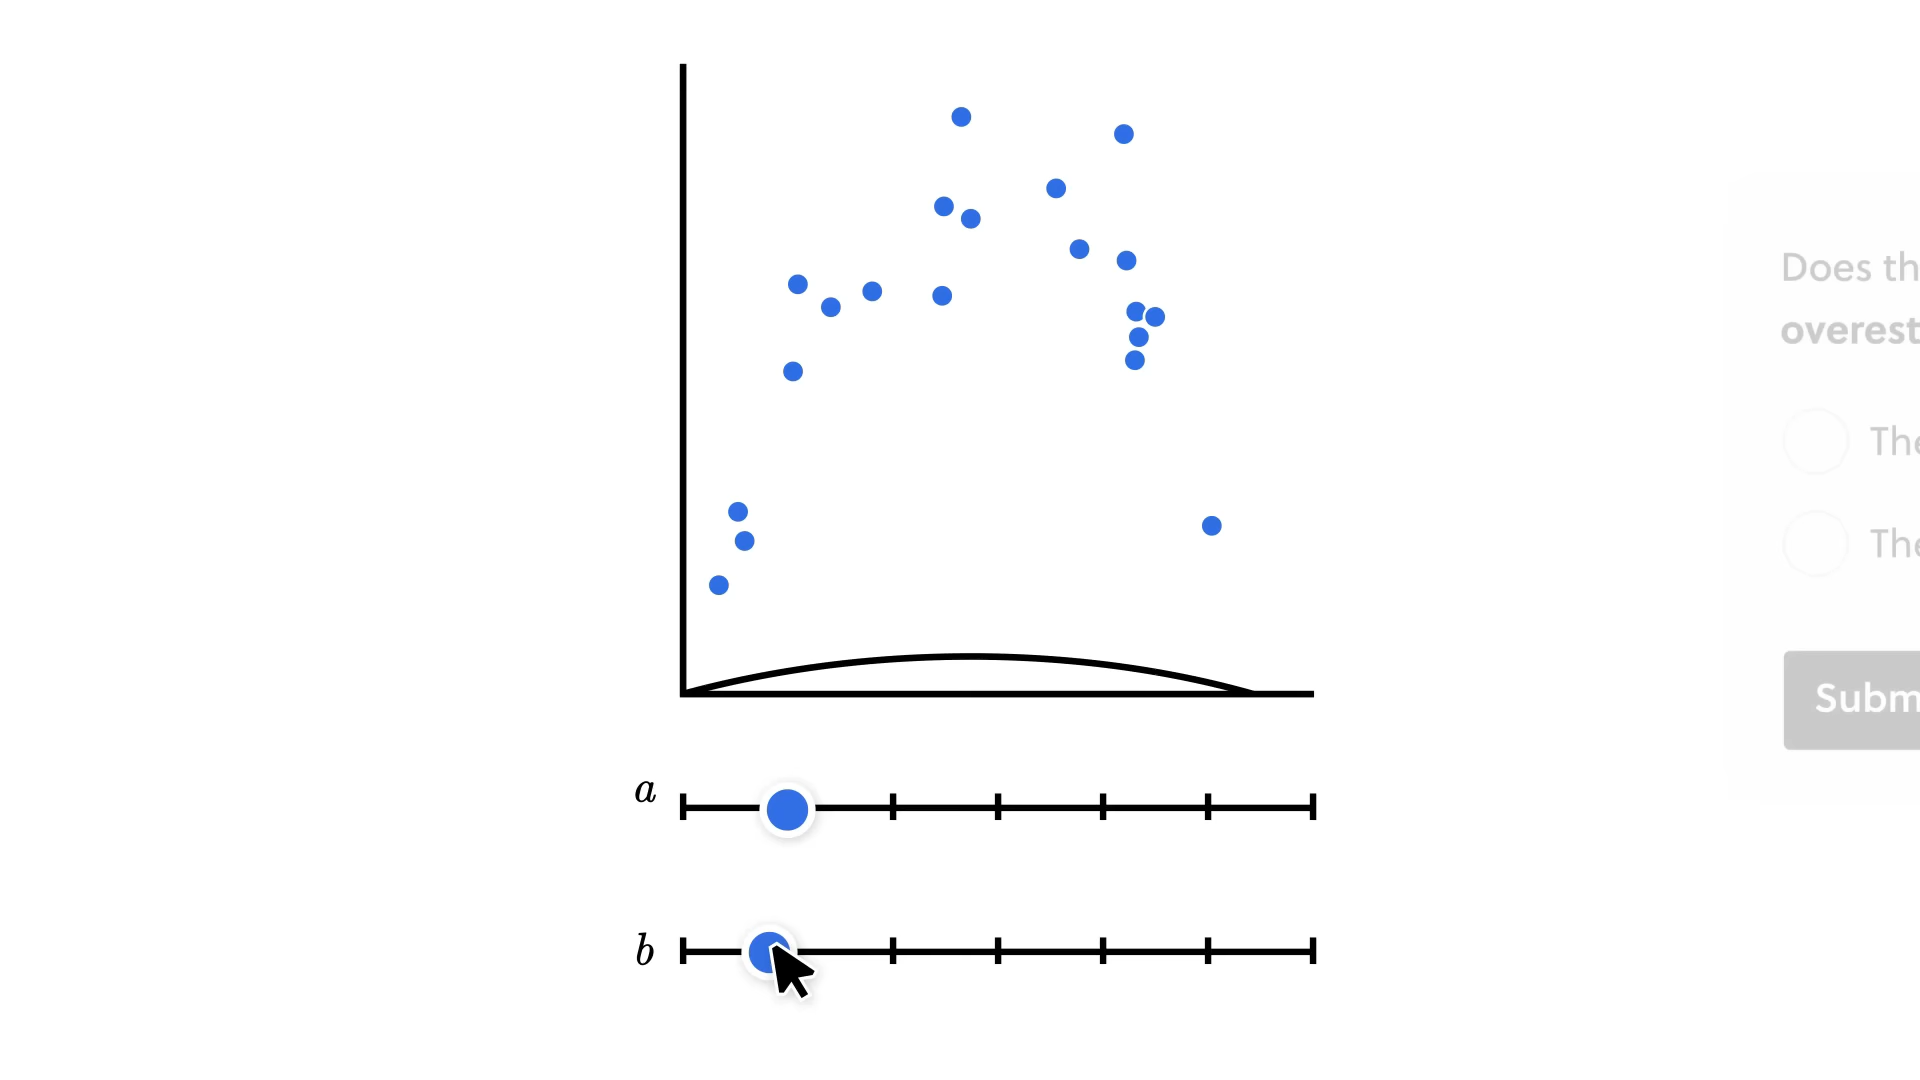 Does th
overest
The
The
Subm
a
b